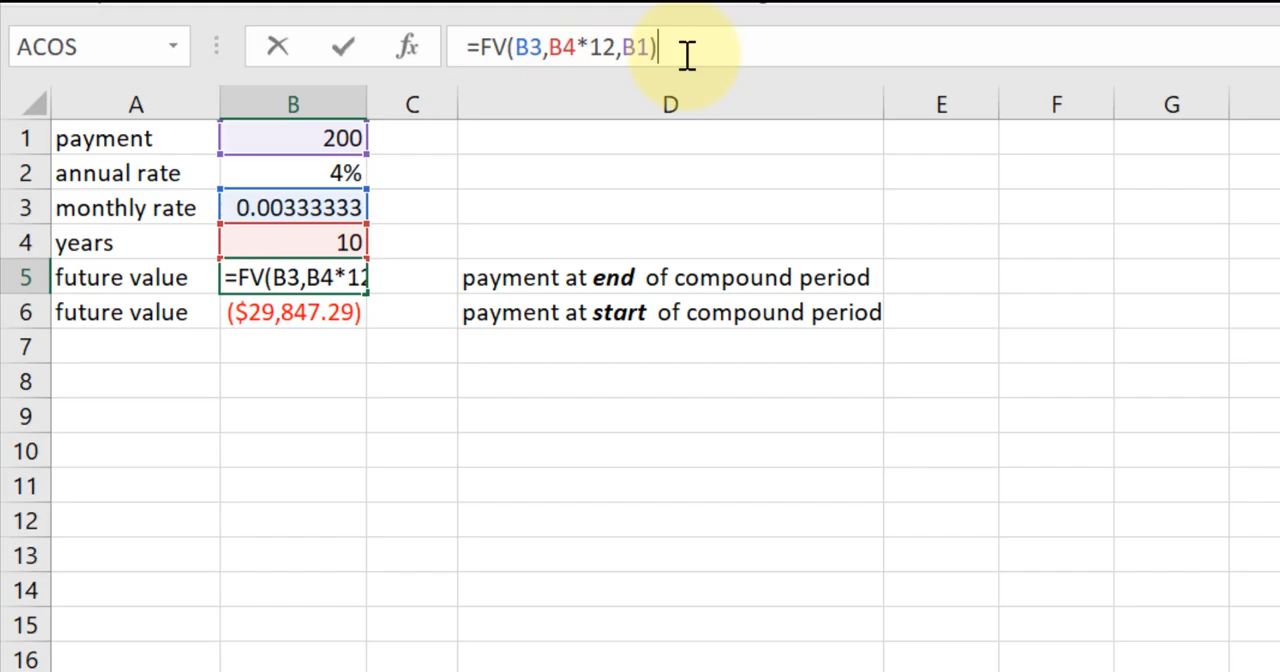 ACOS fx =FV(B3,B4*12,B1)
A B C D E F G
1 payment 200
2 annual rate 4%
3 monthly rate 0.00333333
4 years 10
5 future value =FV(B3,B4*12 payment at end of compound period
6 future value ($29,847.29) payment at start of compound period
7
8
9
10
11
12
13
14
15
16